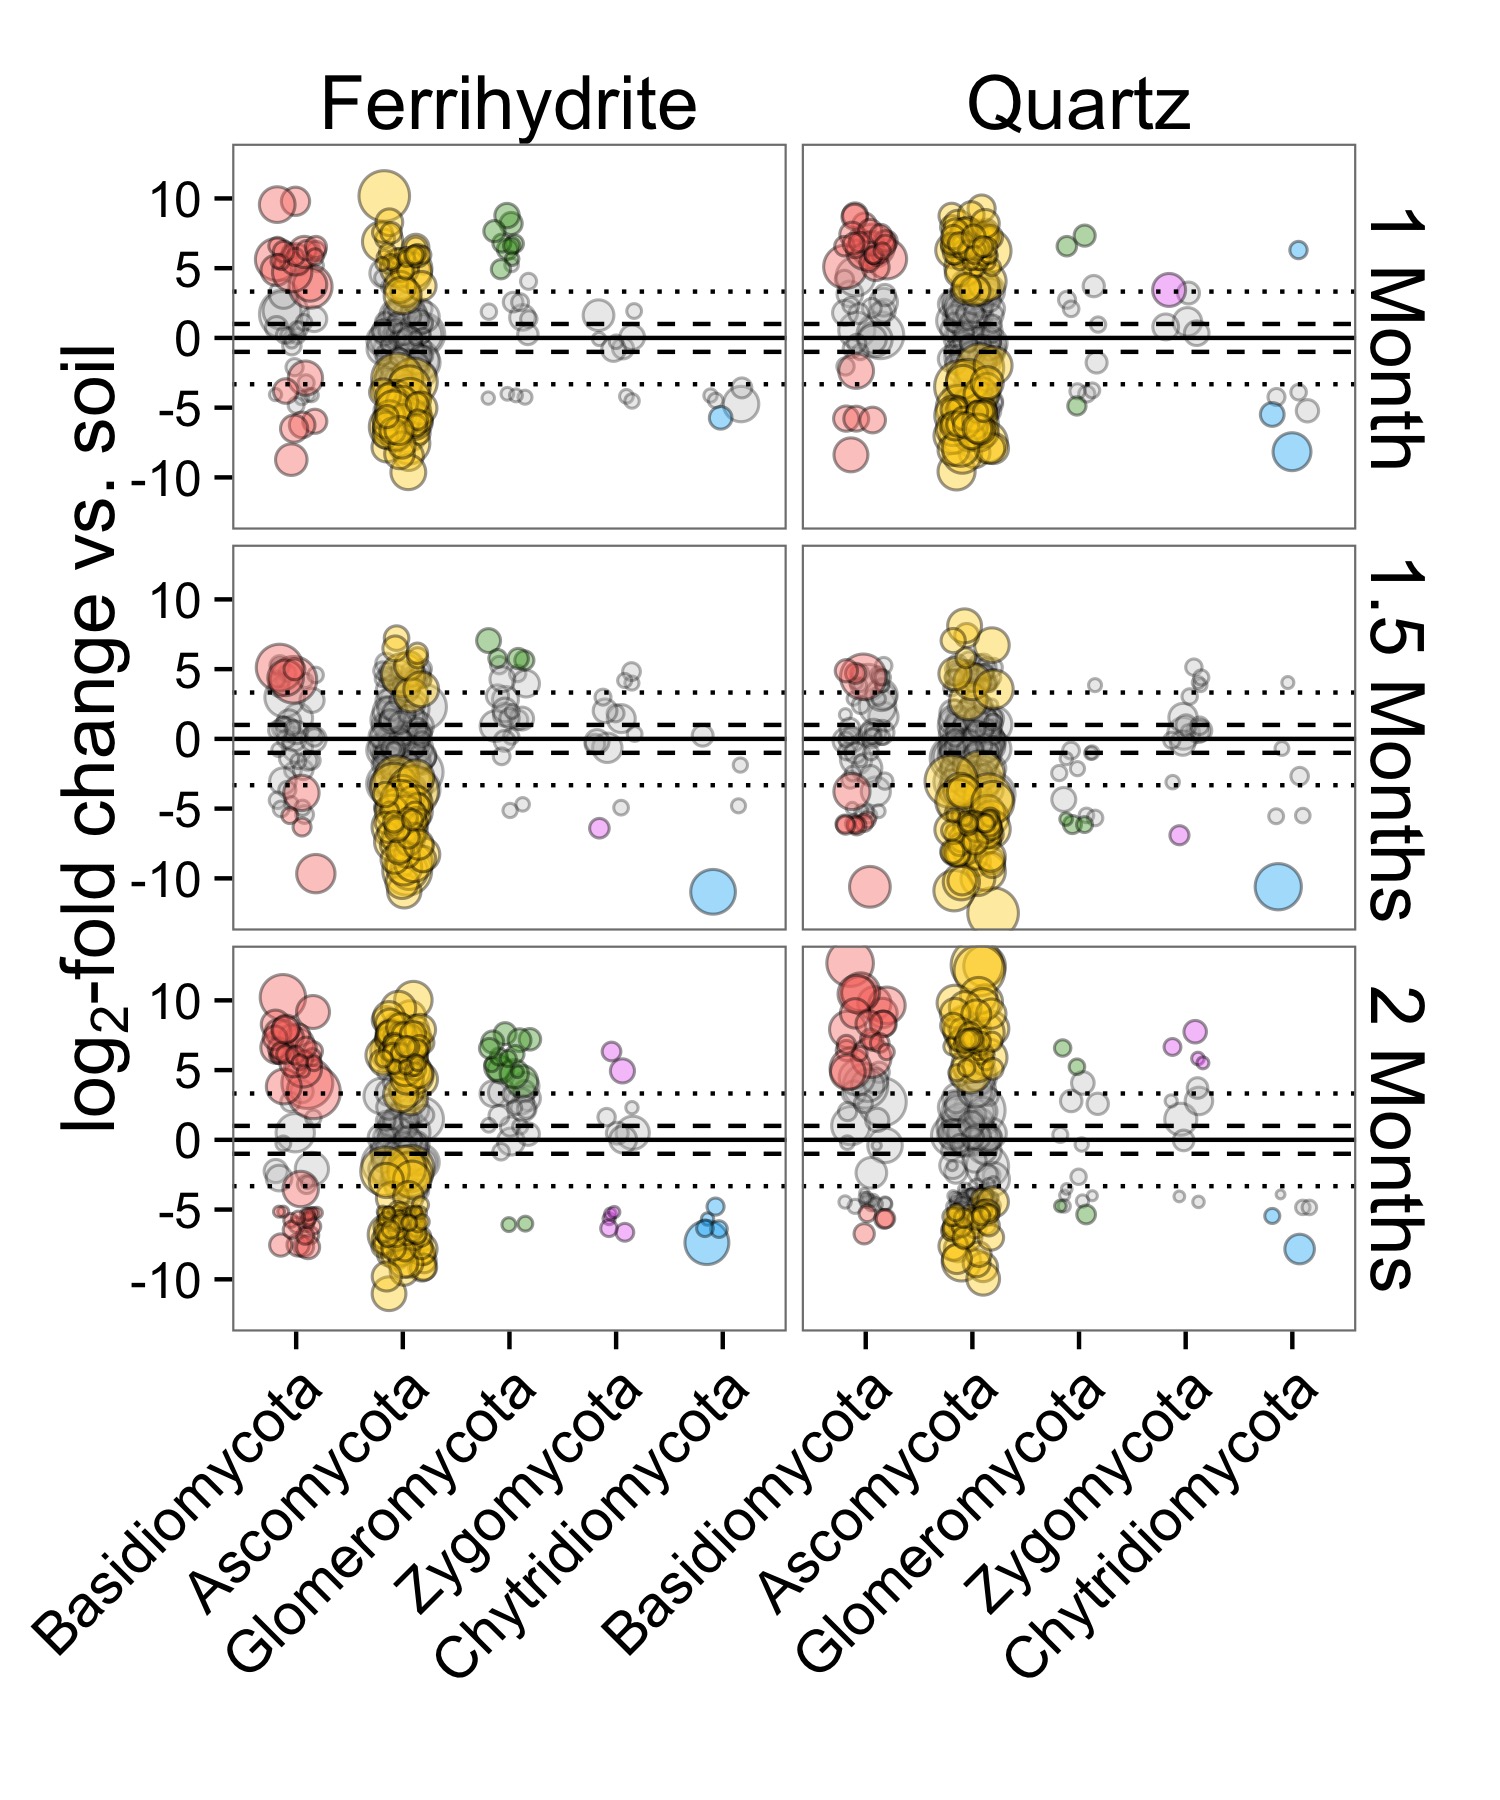 Ferrihydrite Quartz
log2-fold change vs. soil
10
5
0
-5
-10
1 Month
10
5
0
-5
-10
1.5 Months
10
5
0
-5
-10
2 Months
Basidiomycota
Ascomycota
Glomeromycota
Zygomycota
Chytridiomycota
Basidiomycota
Ascomycota
Glomeromycota
Zygomycota
Chytridiomycota